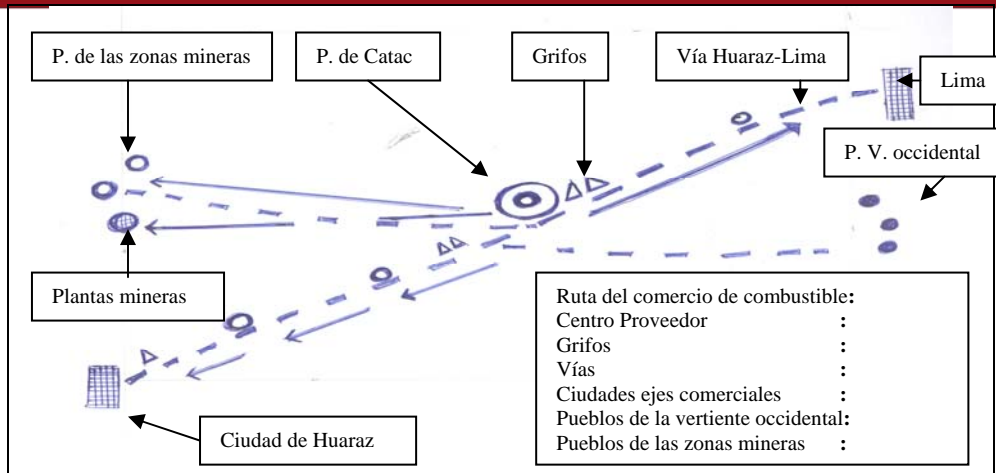 P. de las zonas mineras
P. de Catac
Grifos
Vía Huaraz-Lima
Lima
P. V. occidental
Plantas mineras
Ciudad de Huaraz
Ruta del comercio de combustible:
Centro Proveedor :
Grifos :
Vías :
Ciudades ejes comerciales :
Pueblos de la vertiente occidental:
Pueblos de las zonas mineras :